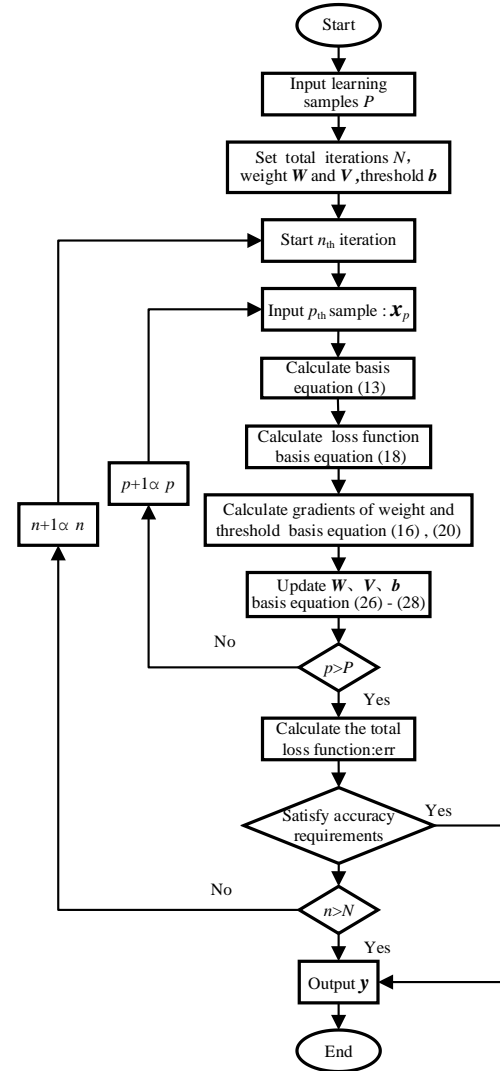 Start
Input learning
samples P
Set total iterations N，
weight W and V ,threshold b
Start nth iteration
Input pth sample : xp
Calculate basis
equation (13)
Calculate loss function
basis equation (18)
p+1∝ p
n+1∝ n
Calculate gradients of weight and
threshold basis equation (16) , (20)
Update W、V、b
basis equation (26) - (28)
No
p>P
Yes
Calculate the total
loss function:err
Satisfy accuracy
requirements
Yes
No
n>N
Yes
Output y
End